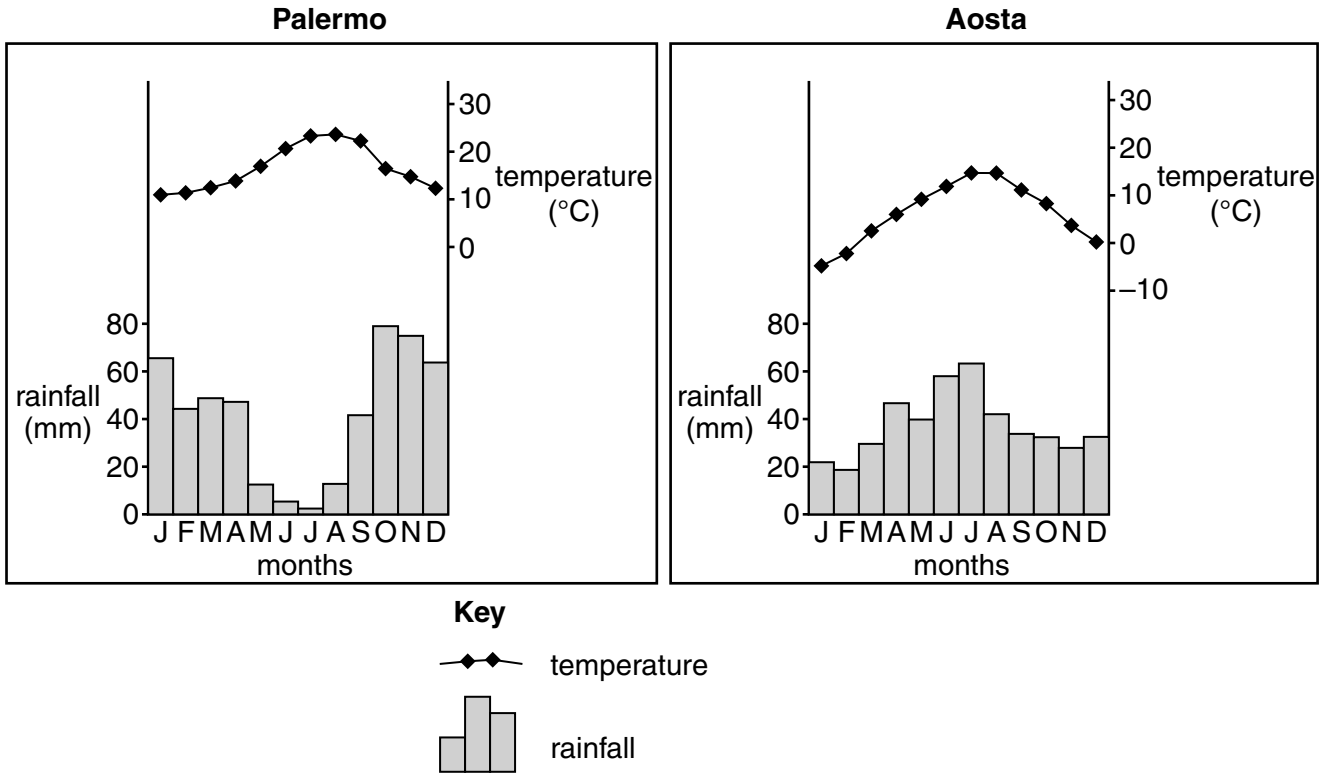 Palermo
30
20
10
0
temperature
(°C)
80
60
40
20
0
rainfall
(mm)
J F M A M J J A S O N D
months
Aosta
30
20
10
0
–10
temperature
(°C)
80
60
40
20
0
rainfall
(mm)
J F M A M J J A S O N D
months
Key
temperature
rainfall